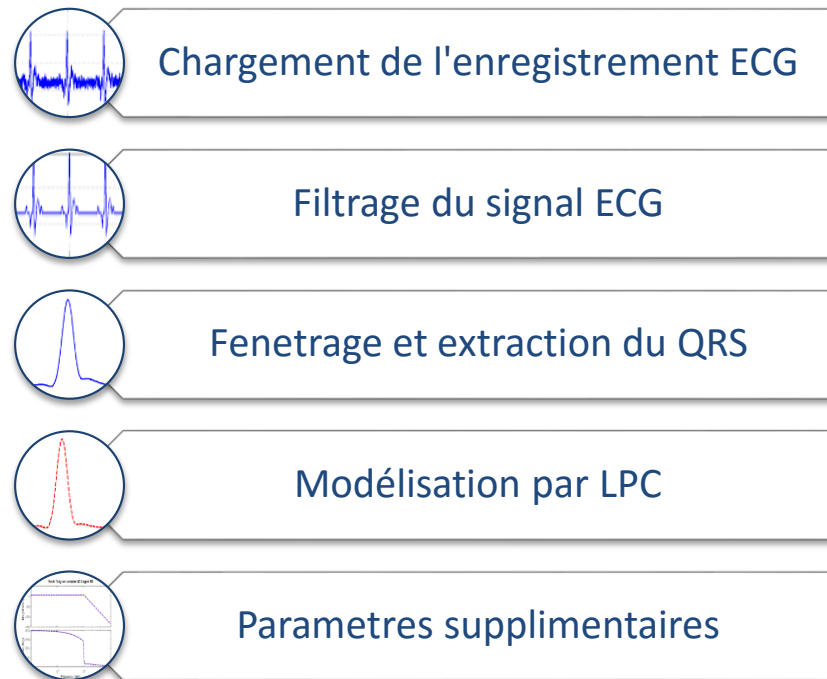 Chargement de l'enregistrement ECG
Filtrage du signal ECG
Fenetrage et extraction du QRS
Modélisation par LPC
Parametres supplimentaires